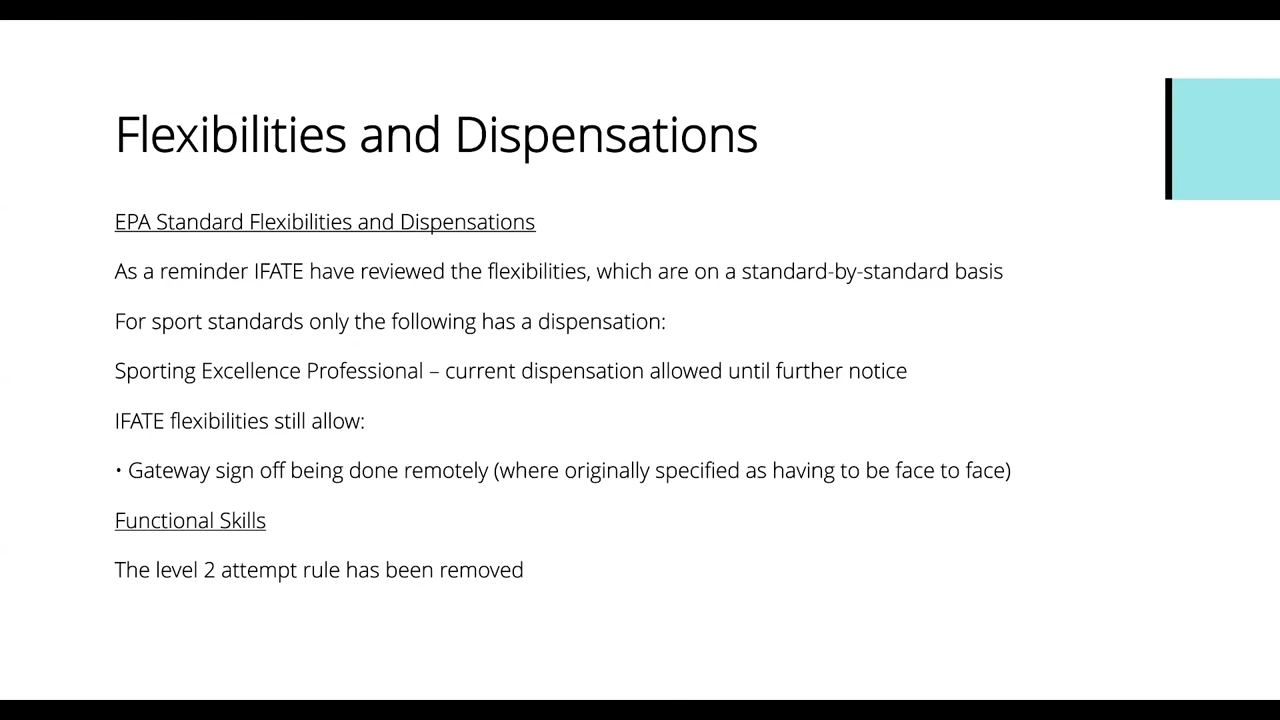 Flexibilities and Dispensations
EPA Standard Flexibilities and Dispensations
As a reminder IFATE have reviewed the flexibilities, which are on a standard-by-standard basis
For sport standards only the following has a dispensation:
Sporting Excellence Professional – current dispensation allowed until further notice
IFATE flexibilities still allow:
• Gateway sign off being done remotely (where originally specified as having to be face to face)
Functional Skills
The level 2 attempt rule has been removed